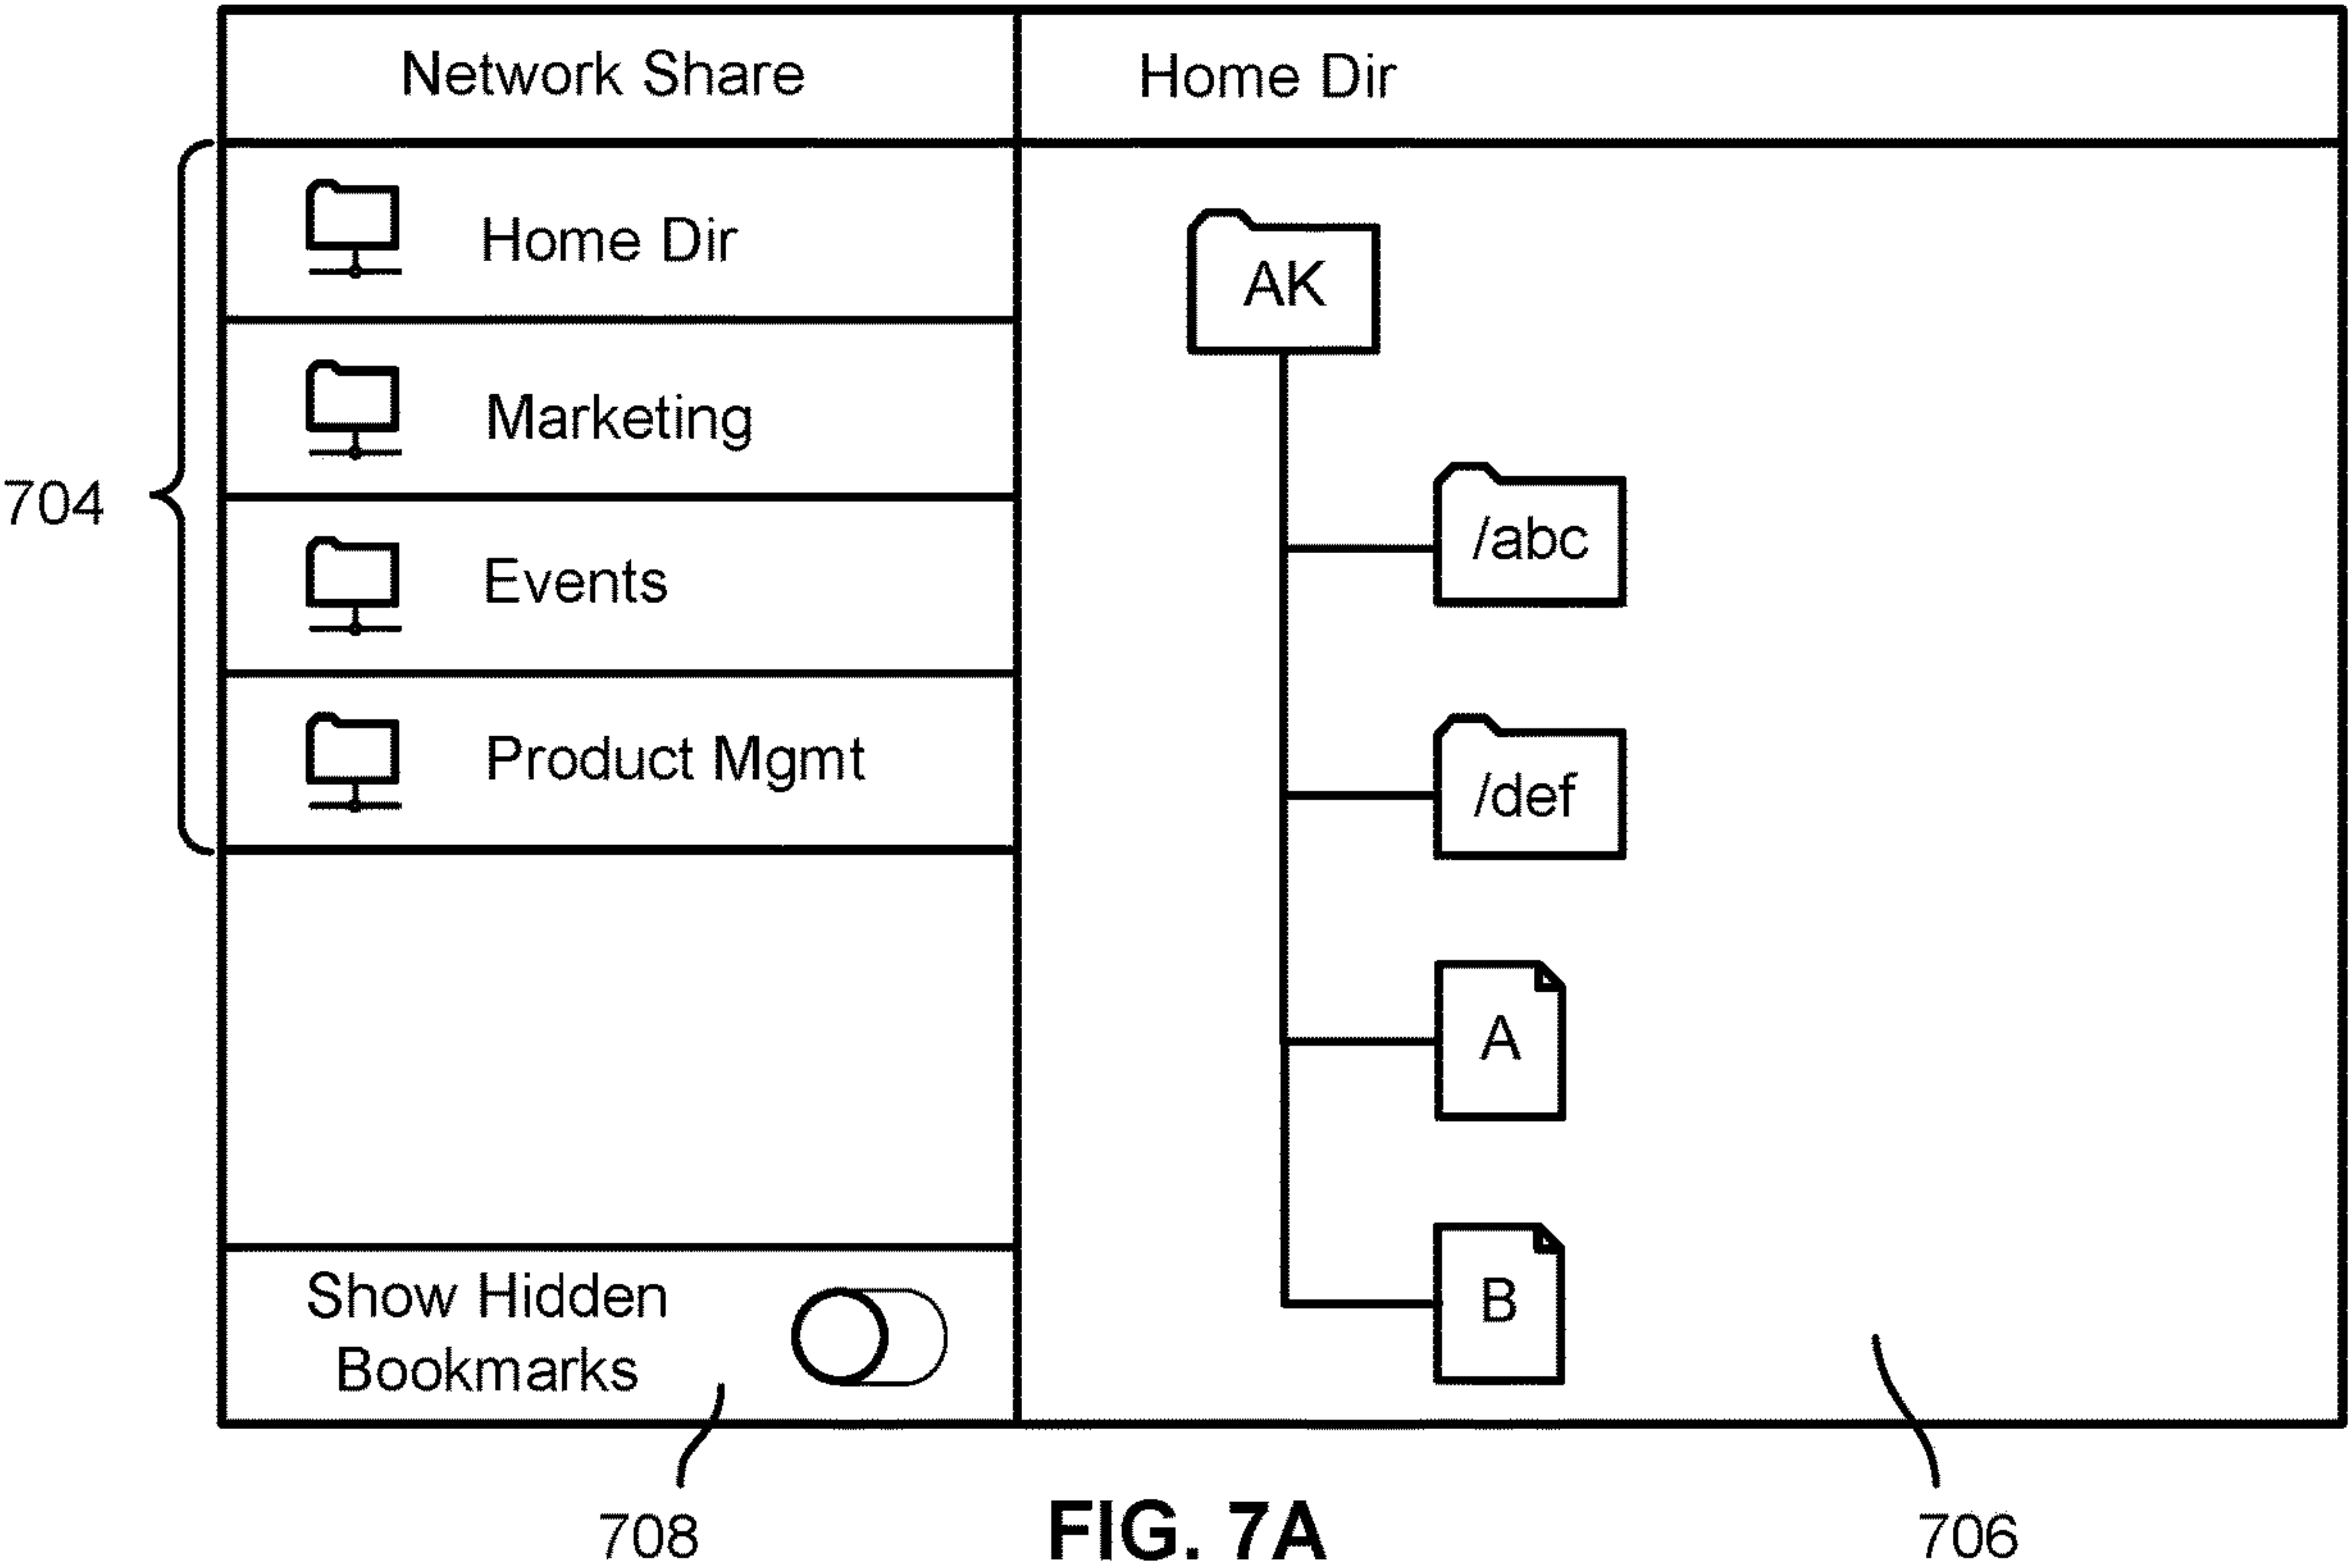 Network Share
Home Dir
Home Dir
Marketing
Events
Product Mgmt
Show Hidden
Bookmarks
AK
/abc
/def
A
B
704
708
706
FIG. 7A